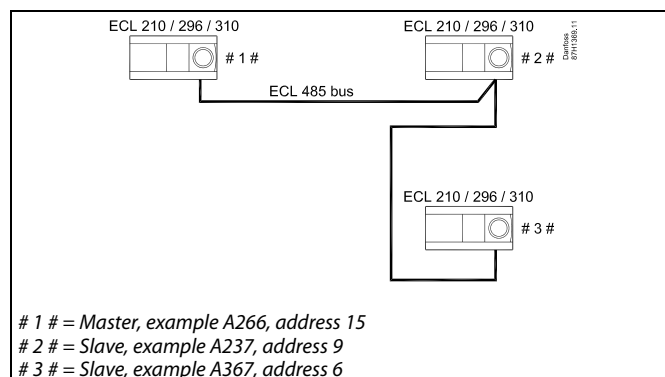 ECL 210 / 296 / 310
ECL 210 / 296 / 310
# 1 #
# 2 #
Danfoss
87H1369.11
ECL 485 bus
ECL 210 / 296 / 310
# 3 #
# 1 # = Master, example A266, address 15
# 2 # = Slave, example A237, address 9
# 3 # = Slave, example A367, address 6